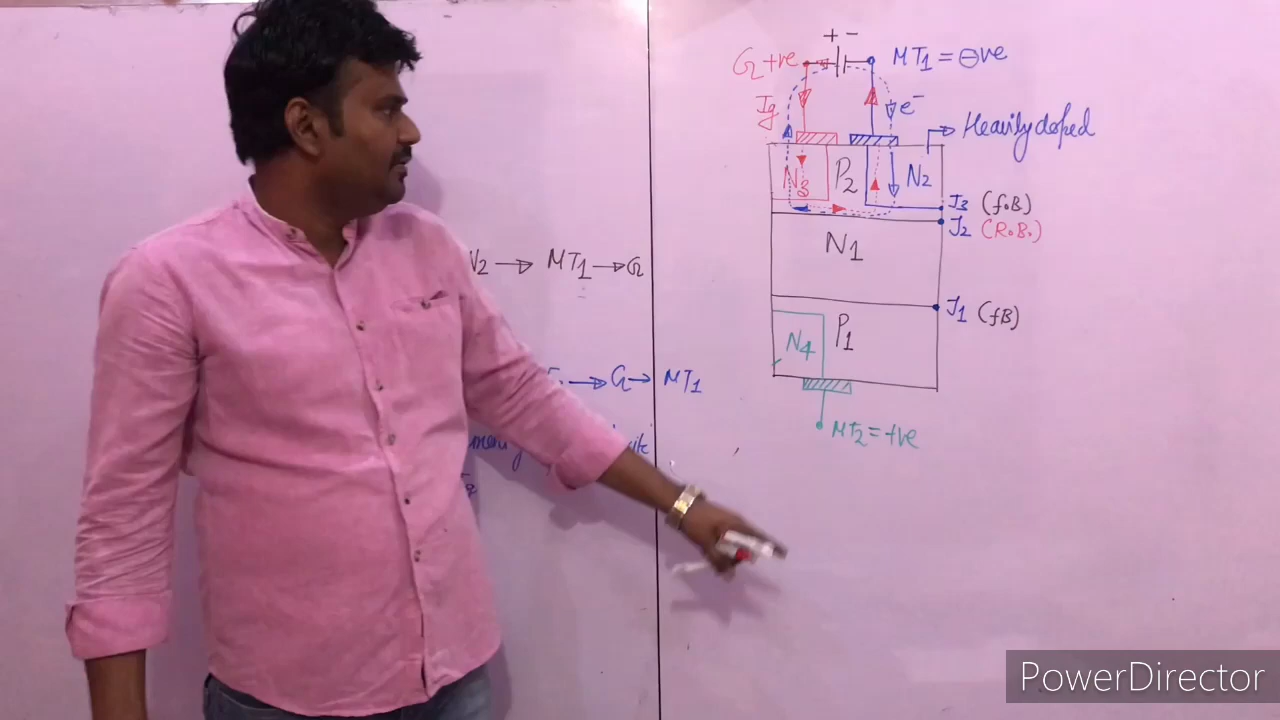 + -
G +ve
MT1 = ⊖ve
Ig
e-
Heavily doped
N3 P2 N2
J3 (f.B)
J2 (R.B.)
N1
N2 → MT1 → G
J1 (fB)
P1
N4
→ G → MT1
MT2 = +ve
PowerDirector